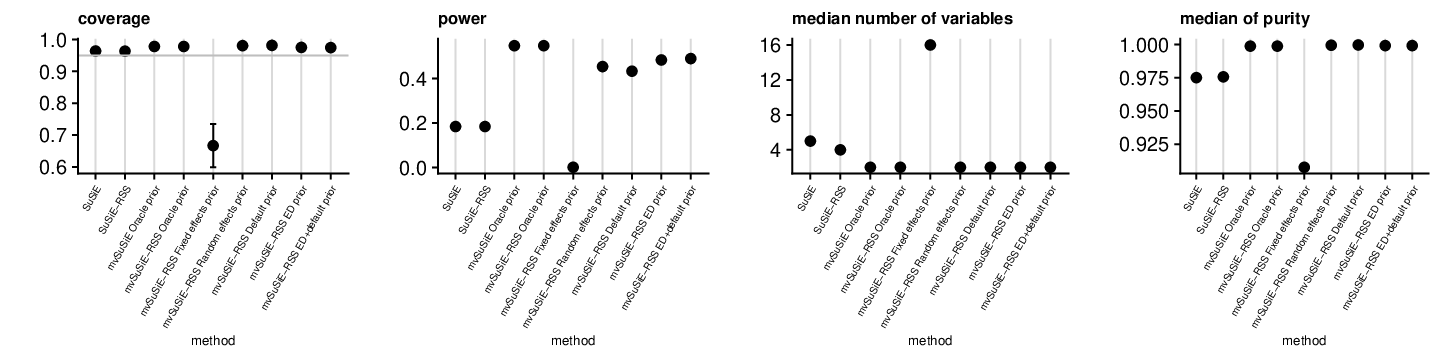 coverage
1.0
0.9
0.8
0.7
0.6
SuSiE
SuSiE−RSS
mvSuSiE Oracle prior
mvSuSiE−RSS Oracle prior
mvSuSiE−RSS Fixed effects prior
mvSuSiE−RSS Random effects prior
mvSuSiE−RSS Default prior
mvSuSiE−RSS ED prior
mvSuSiE−RSS ED+default prior
method
power
0.4
0.2
0.0
SuSiE
SuSiE−RSS
mvSuSiE Oracle prior
mvSuSiE−RSS Oracle prior
mvSuSiE−RSS Fixed effects prior
mvSuSiE−RSS Random effects prior
mvSuSiE−RSS Default prior
mvSuSiE−RSS ED prior
mvSuSiE−RSS ED+default prior
method
median number of variables
16
12
8
4
SuSiE
SuSiE−RSS
mvSuSiE Oracle prior
mvSuSiE−RSS Oracle prior
mvSuSiE−RSS Fixed effects prior
mvSuSiE−RSS Random effects prior
mvSuSiE−RSS Default prior
mvSuSiE−RSS ED prior
mvSuSiE−RSS ED+default prior
method
median of purity
1.000
0.975
0.950
0.925
SuSiE
SuSiE−RSS
mvSuSiE Oracle prior
mvSuSiE−RSS Oracle prior
mvSuSiE−RSS Fixed effects prior
mvSuSiE−RSS Random effects prior
mvSuSiE−RSS Default prior
mvSuSiE−RSS ED prior
mvSuSiE−RSS ED+default prior
method